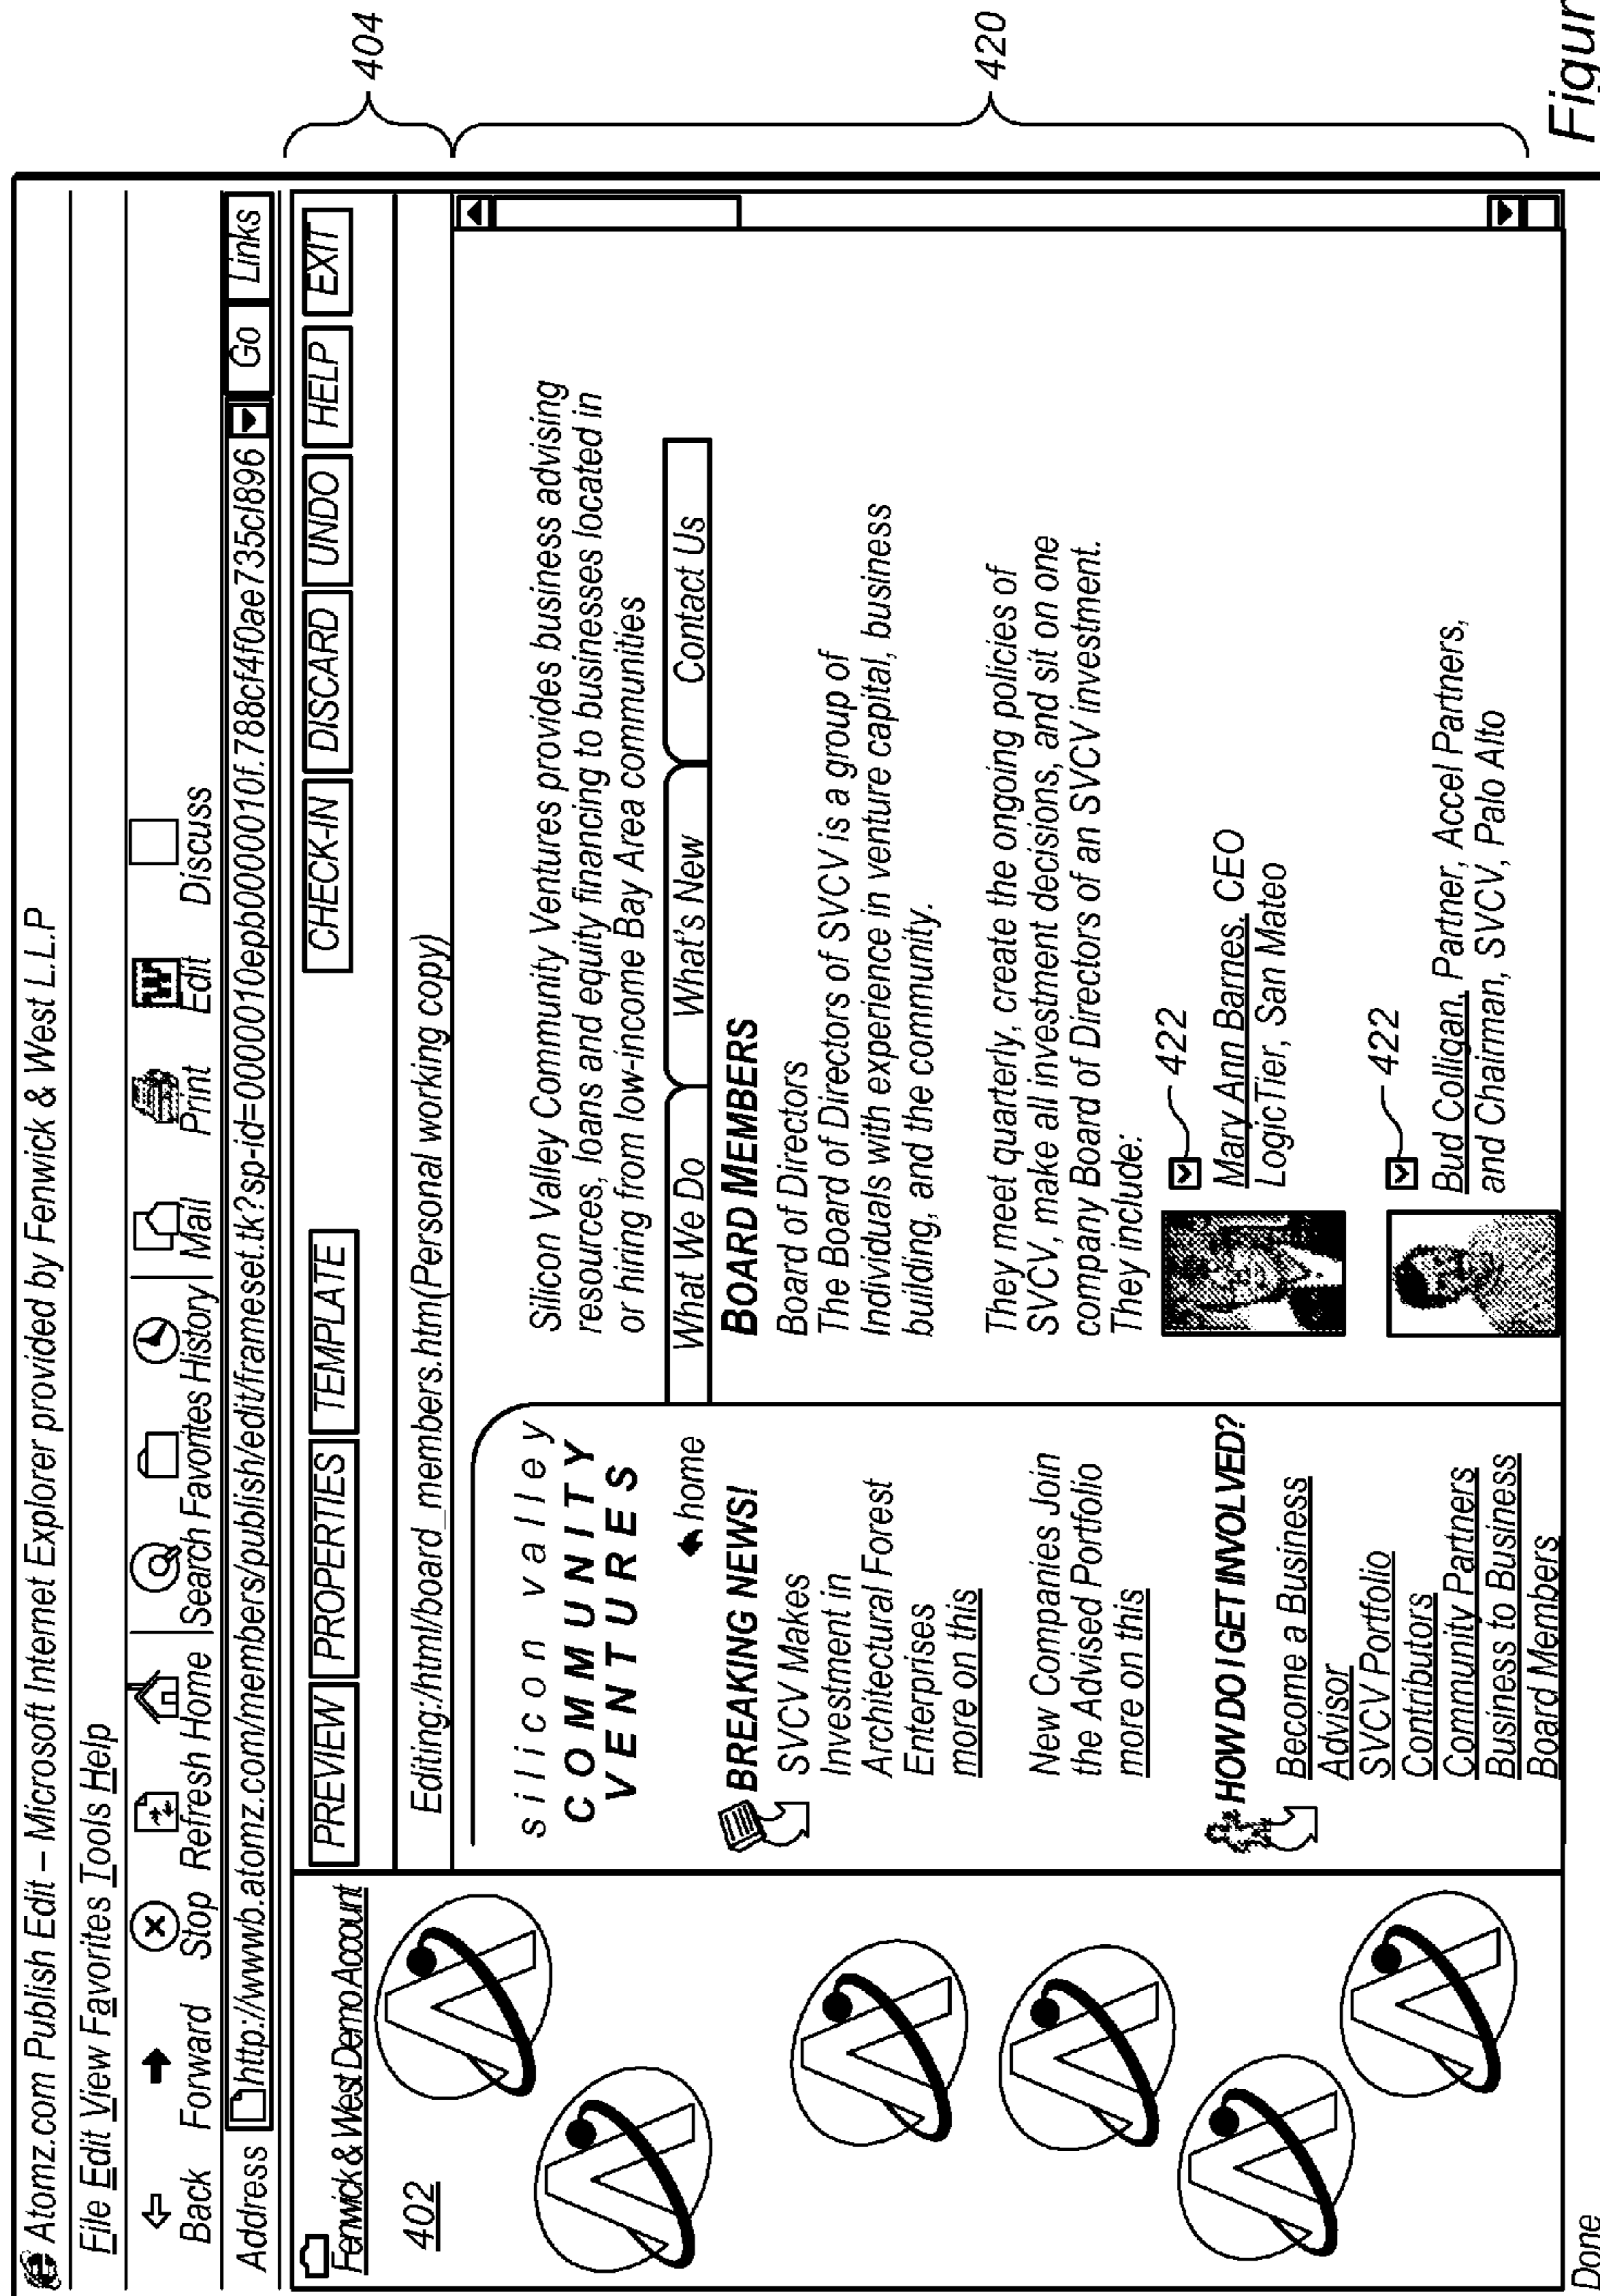 Atomz.com Publish Edit – Microsoft Internet Explorer provided by Fenwick & West L.L.P
File Edit View Favorites Tools Help
Back Forward Stop Refresh Home Search Favorites History Mail Print Edit Discuss
Address http://wwwb.atomz.com/members/publish/edit/frameset.tk?sp-id=0000010epb0000010f.788cf4f0ae735cl896 Go Links
Fenwick & West Demo Account
402
PREVIEW PROPERTIES TEMPLATE CHECK-IN DISCARD UNDO HELP EXIT
404
Editing:/html/board_members.htm(Personal working copy)
420
silicon valley
COMMUNITY
VENTURES
home
BREAKING NEWS!
SVCV Makes
Investment in
Architectural Forest
Enterprises
more on this
New Companies Join
the Advised Portfolio
more on this
HOW DO I GET INVOLVED?
Become a Business
Advisor
SVCV Portfolio
Contributors
Community Partners
Business to Business
Board Members
Silicon Valley Community Ventures provides business advising
resources, loans and equity financing to businesses located in
or hiring from low-income Bay Area communities
What We Do What's New Contact Us
BOARD MEMBERS
Board of Directors
The Board of Directors of SVCV is a group of
Individuals with experience in venture capital, business
building, and the community.
They meet quarterly, create the ongoing policies of
SVCV, make all investment decisions, and sit on one
company Board of Directors of an SVCV investment.
They include:
422
Mary Ann Barnes, CEO
LogicTier, San Mateo
422
Bud Colligan, Partner, Accel Partners,
and Chairman, SVCV, Palo Alto
Done